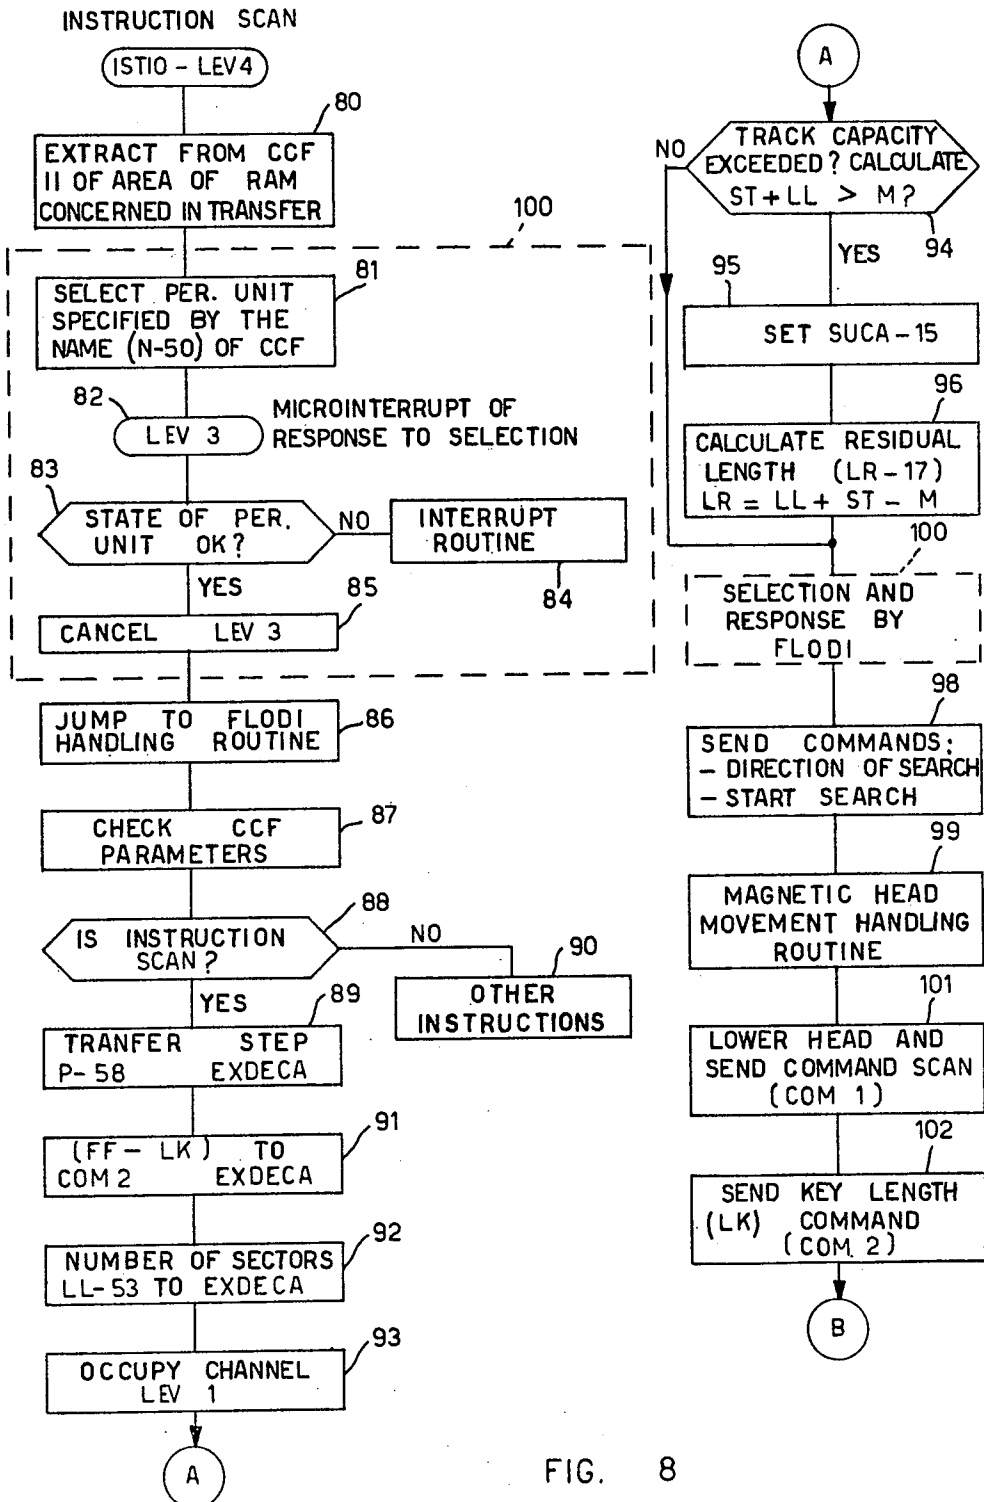 INSTRUCTION SCAN
ISTIO - LEV4
80
EXTRACT FROM CCF
II OF AREA OF RAM
CONCERNED IN TRANSFER
100
81
SELECT PER. UNIT
SPECIFIED BY THE
NAME (N-50) OF CCF
82
LEV 3
MICROINTERRUPT OF
RESPONSE TO SELECTION
83
STATE OF PER.
UNIT OK?
NO
INTERRUPT
ROUTINE
84
YES
85
CANCEL LEV 3
JUMP TO FLODI
HANDLING ROUTINE
86
CHECK CCF
PARAMETERS
87
88
IS INSTRUCTION
SCAN?
NO
90
OTHER
INSTRUCTIONS
YES
89
TRANFER STEP
P-58 EXDECA
91
(FF - LK) TO
COM 2 EXDECA
92
NUMBER OF SECTORS
LL-53 TO EXDECA
93
OCCUPY CHANNEL
LEV 1
A
A
TRACK CAPACITY
EXCEEDED? CALCULATE
ST + LL > M?
NO
94
YES
95
SET SUCA-15
96
CALCULATE RESIDUAL
LENGTH (LR-17)
LR = LL + ST - M
100
SELECTION AND
RESPONSE BY
FLODI
98
SEND COMMANDS:
- DIRECTION OF SEARCH
- START SEARCH
99
MAGNETIC HEAD
MOVEMENT HANDLING
ROUTINE
101
LOWER HEAD AND
SEND COMMAND SCAN
(COM 1)
102
SEND KEY LENGTH
(LK) COMMAND
(COM. 2)
B
FIG. 8